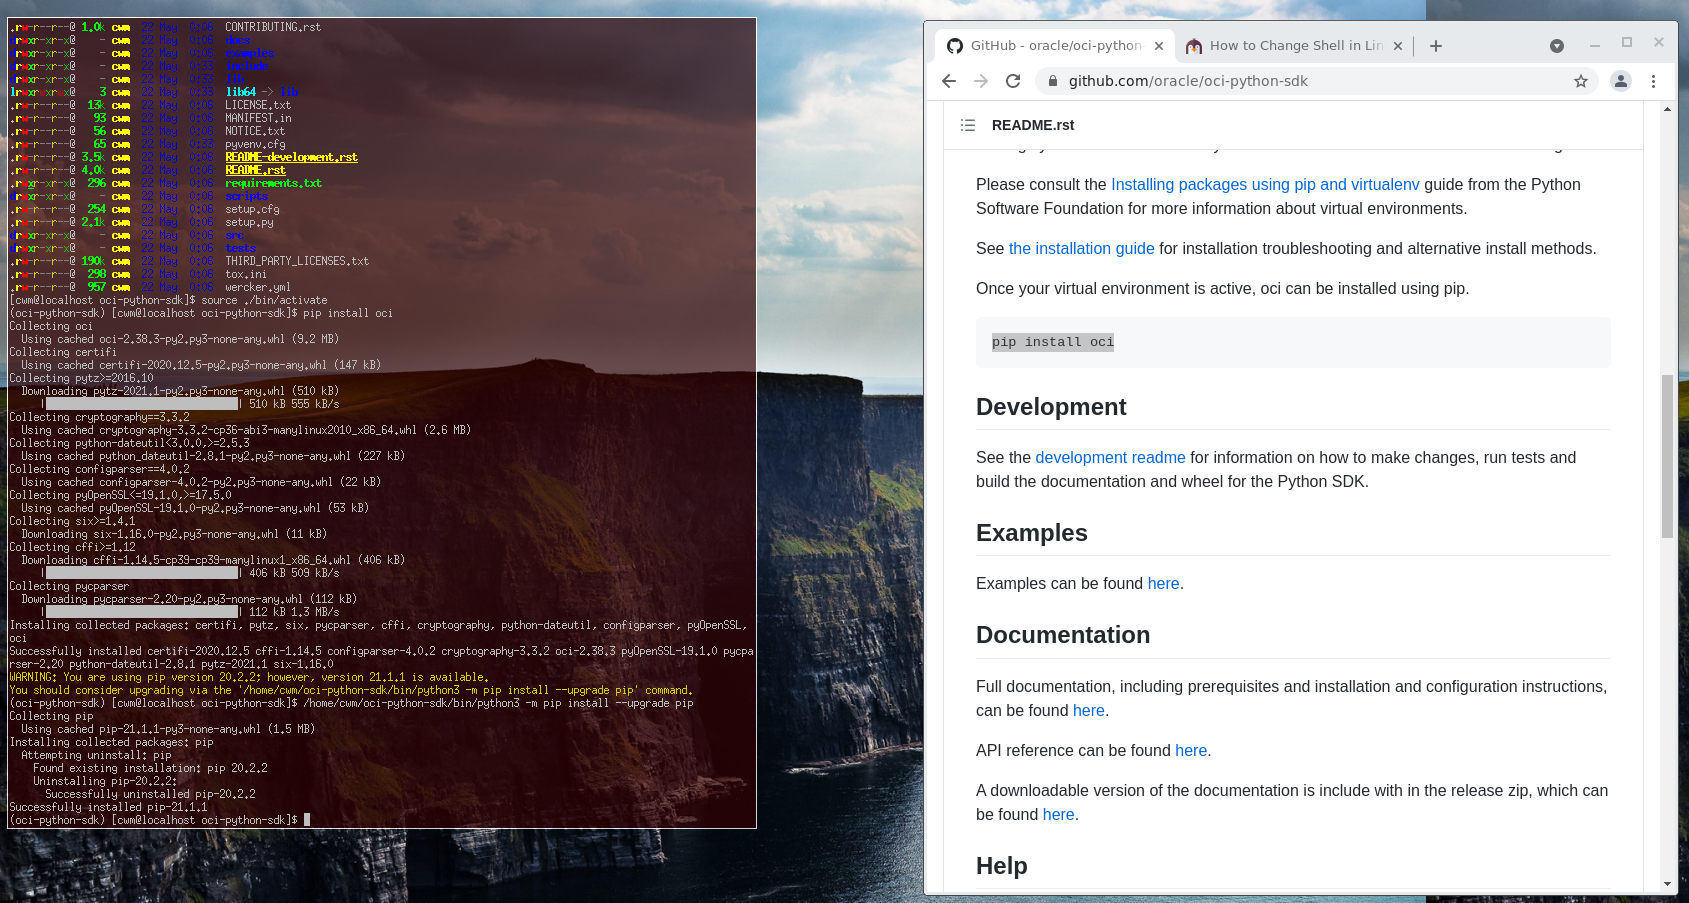 .rw-r--r--@ 1.0k cwm 22 May 0:06 CONTRIBUTING.rst
drwxr-xr-x@ - cwm 22 May 0:06 docs
drwxr-xr-x@ - cwm 22 May 0:06 examples
drwxr-xr-x@ - cwm 22 May 0:33 include
drwxr-xr-x@ - cwm 22 May 0:33 lib
lrwxrwxrwx@ 3 cwm 22 May 0:33 lib64 -> lib
.rw-r--r--@ 13k cwm 22 May 0:06 LICENSE.txt
.rw-r--r--@ 93 cwm 22 May 0:06 MANIFEST.in
.rw-r--r--@ 56 cwm 22 May 0:06 NOTICE.txt
.rw-r--r--@ 65 cwm 22 May 0:33 pyvenv.cfg
.rw-r--r--@ 3.5k cwm 22 May 0:06 README-development.rst
.rw-r--r--@ 4.0k cwm 22 May 0:06 README.rst
.rwxr-xr-x@ 296 cwm 22 May 0:06 requirements.txt
drwxr-xr-x@ - cwm 22 May 0:06 scripts
.rw-r--r--@ 254 cwm 22 May 0:06 setup.cfg
.rw-r--r--@ 2.1k cwm 22 May 0:06 setup.py
drwxr-xr-x@ - cwm 22 May 0:06 src
drwxr-xr-x@ - cwm 22 May 0:06 tests
.rw-r--r--@ 190k cwm 22 May 0:06 THIRD_PARTY_LICENSES.txt
.rw-r--r--@ 298 cwm 22 May 0:06 tox.ini
.rw-r--r--@ 957 cwm 22 May 0:06 wercker.yml
[cwm@localhost oci-python-sdk]$ source ./bin/activate
(oci-python-sdk) [cwm@localhost oci-python-sdk]$ pip install oci
Collecting oci
Using cached oci-2.38.3-py2.py3-none-any.whl (9.2 MB)
Collecting certifi
Using cached certifi-2020.12.5-py2.py3-none-any.whl (147 kB)
Collecting pytz>=2016.10
Downloading pytz-2021.1-py2.py3-none-any.whl (510 kB)
| | 510 kB 555 kB/s
Collecting cryptography==3.3.2
Using cached cryptography-3.3.2-cp36-abi3-manylinux2010_x86_64.whl (2.6 MB)
Collecting python-dateutil<3.0.0,>=2.5.3
Using cached python_dateutil-2.8.1-py2.py3-none-any.whl (227 kB)
Collecting configparser==4.0.2
Using cached configparser-4.0.2-py2.py3-none-any.whl (22 kB)
Collecting pyOpenSSL<=19.1.0,>=17.5.0
Using cached pyOpenSSL-19.1.0-py2.py3-none-any.whl (53 kB)
Collecting six>=1.4.1
Downloading six-1.16.0-py2.py3-none-any.whl (11 kB)
Collecting cffi>=1.12
Downloading cffi-1.14.5-cp39-cp39-manylinux1_x86_64.whl (406 kB)
| | 406 kB 509 kB/s
Collecting pycparser
Downloading pycparser-2.20-py2.py3-none-any.whl (112 kB)
| | 112 kB 1.3 MB/s
Installing collected packages: certifi, pytz, six, pycparser, cffi, cryptography, python-dateutil, configparser, pyOpenSSL,
oci
Successfully installed certifi-2020.12.5 cffi-1.14.5 configparser-4.0.2 cryptography-3.3.2 oci-2.38.3 pyOpenSSL-19.1.0 pycpa
rser-2.20 python-dateutil-2.8.1 pytz-2021.1 six-1.16.0
WARNING: You are using pip version 20.2.2; however, version 21.1.1 is available.
You should consider upgrading via the '/home/cwm/oci-python-sdk/bin/python3 -m pip install --upgrade pip' command.
(oci-python-sdk) [cwm@localhost oci-python-sdk]$ /home/cwm/oci-python-sdk/bin/python3 -m pip install --upgrade pip
Collecting pip
Using cached pip-21.1.1-py3-none-any.whl (1.5 MB)
Installing collected packages: pip
Attempting uninstall: pip
Found existing installation: pip 20.2.2
Uninstalling pip-20.2.2:
Successfully uninstalled pip-20.2.2
Successfully installed pip-21.1.1
(oci-python-sdk) [cwm@localhost oci-python-sdk]$
GitHub - oracle/oci-python-
How to Change Shell in Lin
github.com/oracle/oci-python-sdk
README.rst
Please consult the Installing packages using pip and virtualenv guide from the Python
Software Foundation for more information about virtual environments.
See the installation guide for installation troubleshooting and alternative install methods.
Once your virtual environment is active, oci can be installed using pip.
pip install oci
Development
See the development readme for information on how to make changes, run tests and
build the documentation and wheel for the Python SDK.
Examples
Examples can be found here.
Documentation
Full documentation, including prerequisites and installation and configuration instructions,
can be found here.
API reference can be found here.
A downloadable version of the documentation is include with in the release zip, which can
be found here.
Help